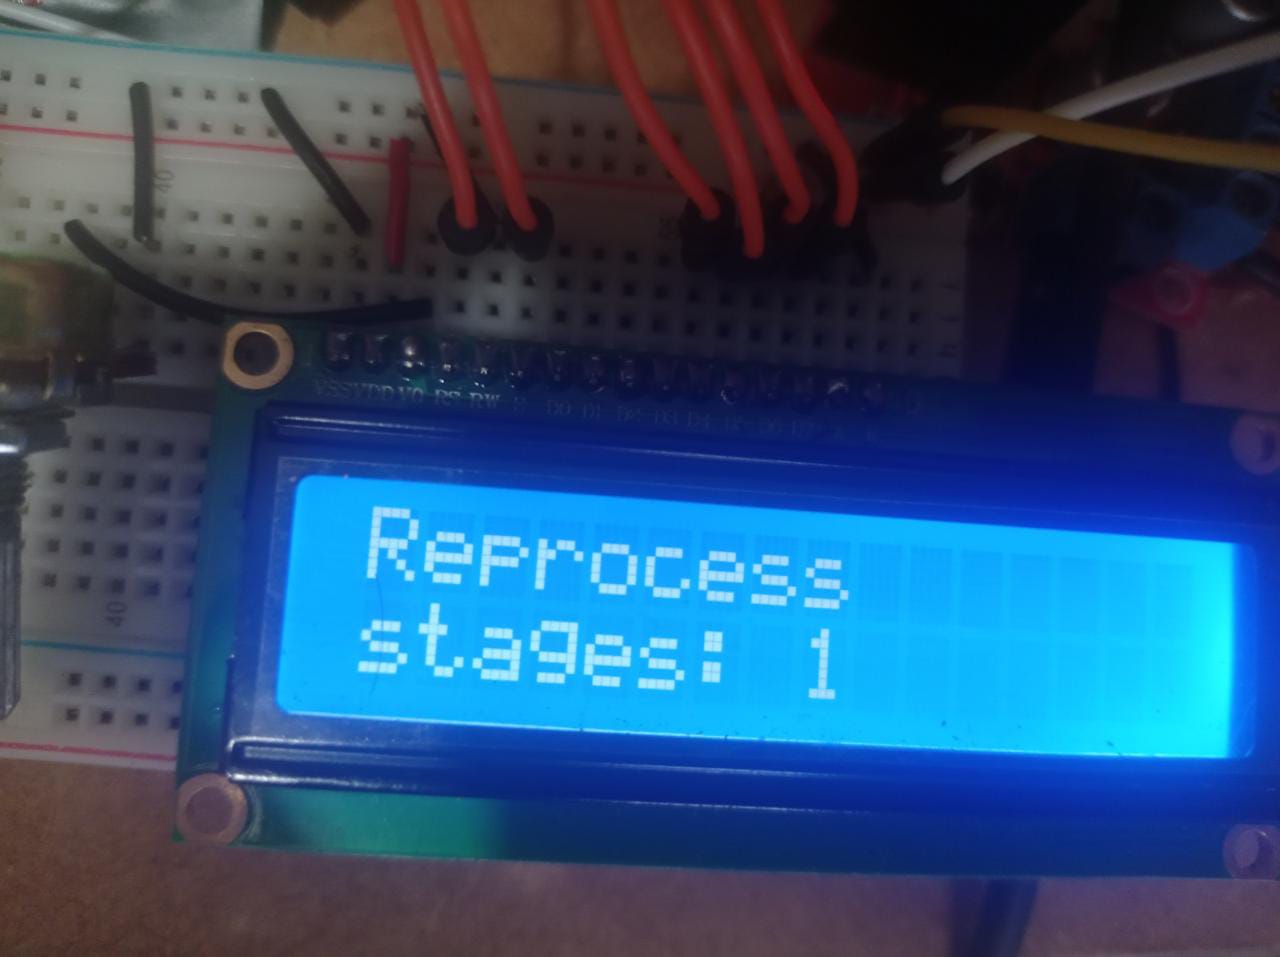 VSS VDD V0 RS RW E D0 D1 D2 D3 D4 D5 D6 D7 A K
Reprocess
stages: 1
40
40